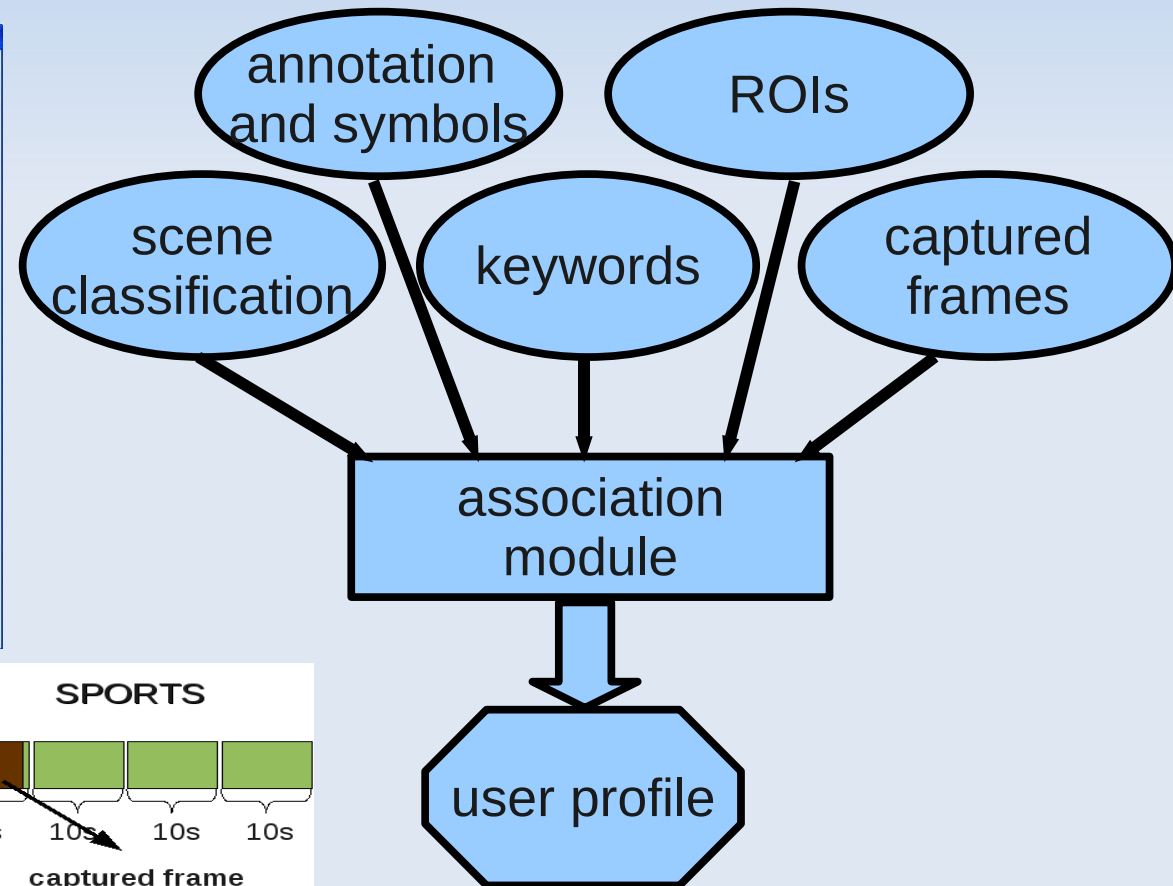 annotation
and symbols
ROIs
scene
classification
keywords
captured
frames
association
module
user profile
SPORTS
s 10s 10s 10s
captured frame